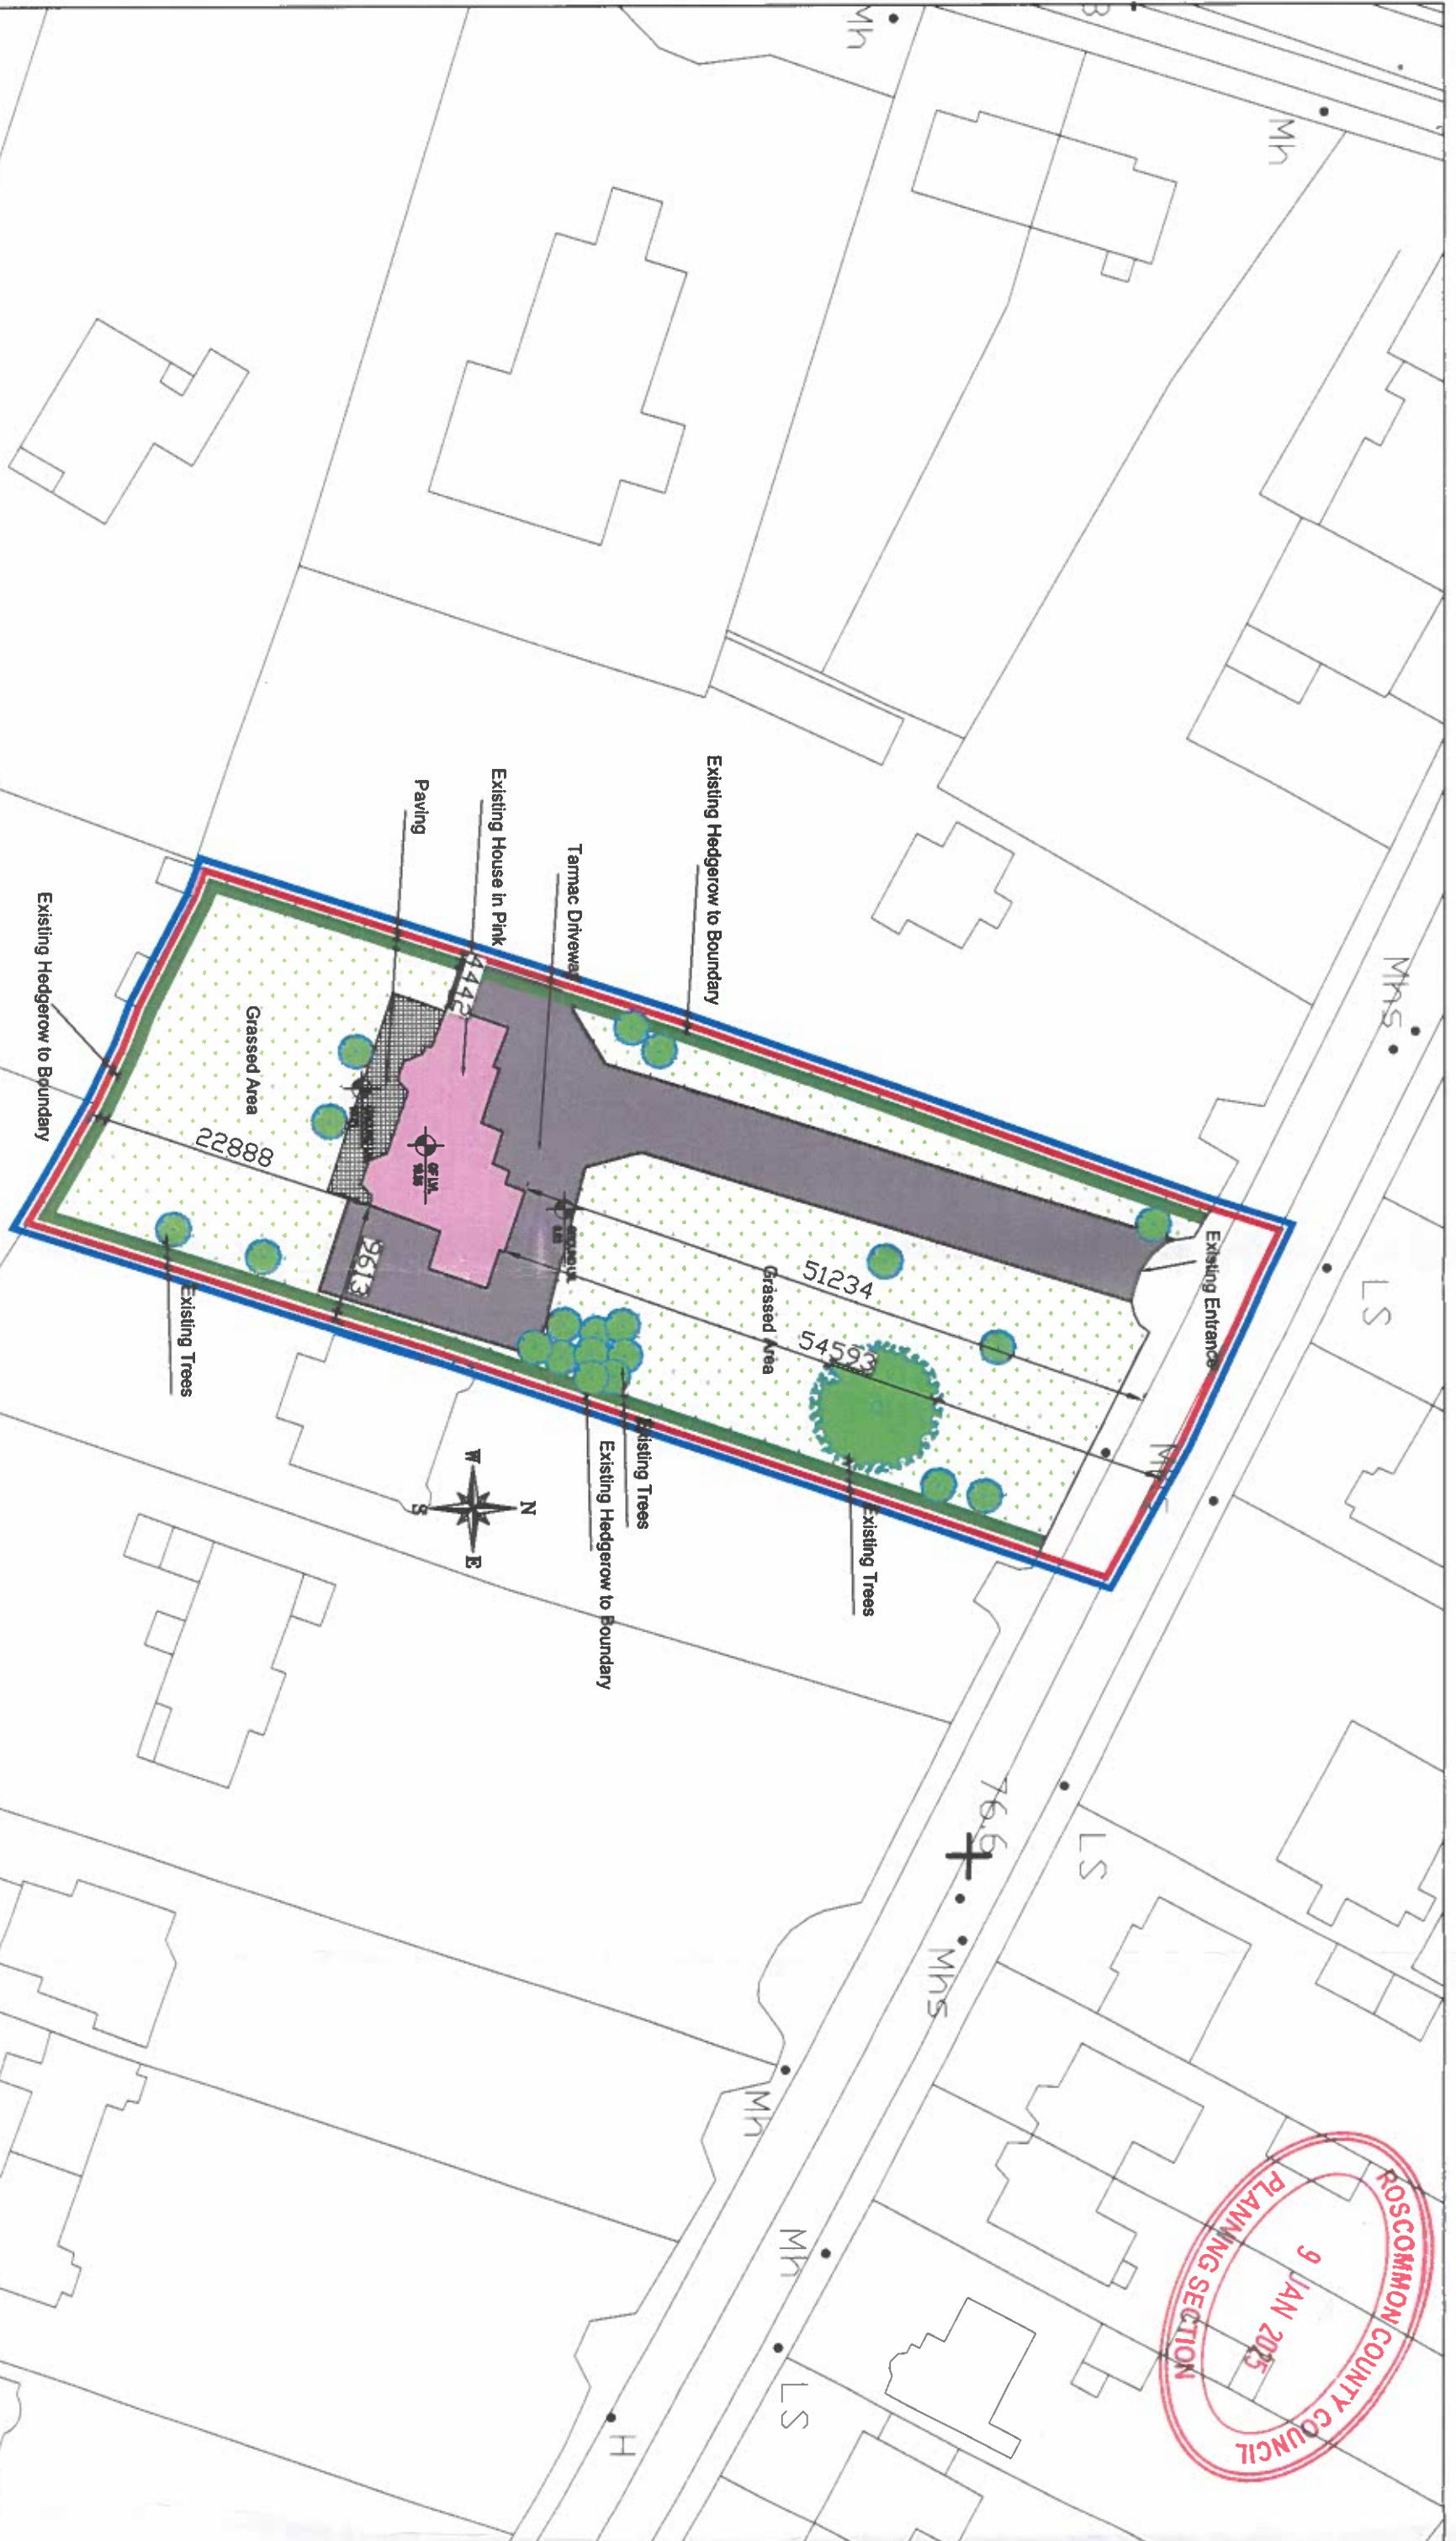 Mh
B
Mh
Mhs
LS
Existing Entrance
Existing Hedgerow to Boundary
Tarmac Driveway
Existing House in Pink
Paving
4442
51234
54593
Grassed Area
Existing Trees
Existing Trees
Existing Hedgerow to Boundary
Grassed Area
22888
9613
Existing Trees
Existing Hedgerow to Boundary
N
W
E
S
76.6
LS
Mhs
Mh
Mh
LS
H
ROSCOMMON COUNTY COUNCIL
9 JAN 2025
PLANNING SECTION